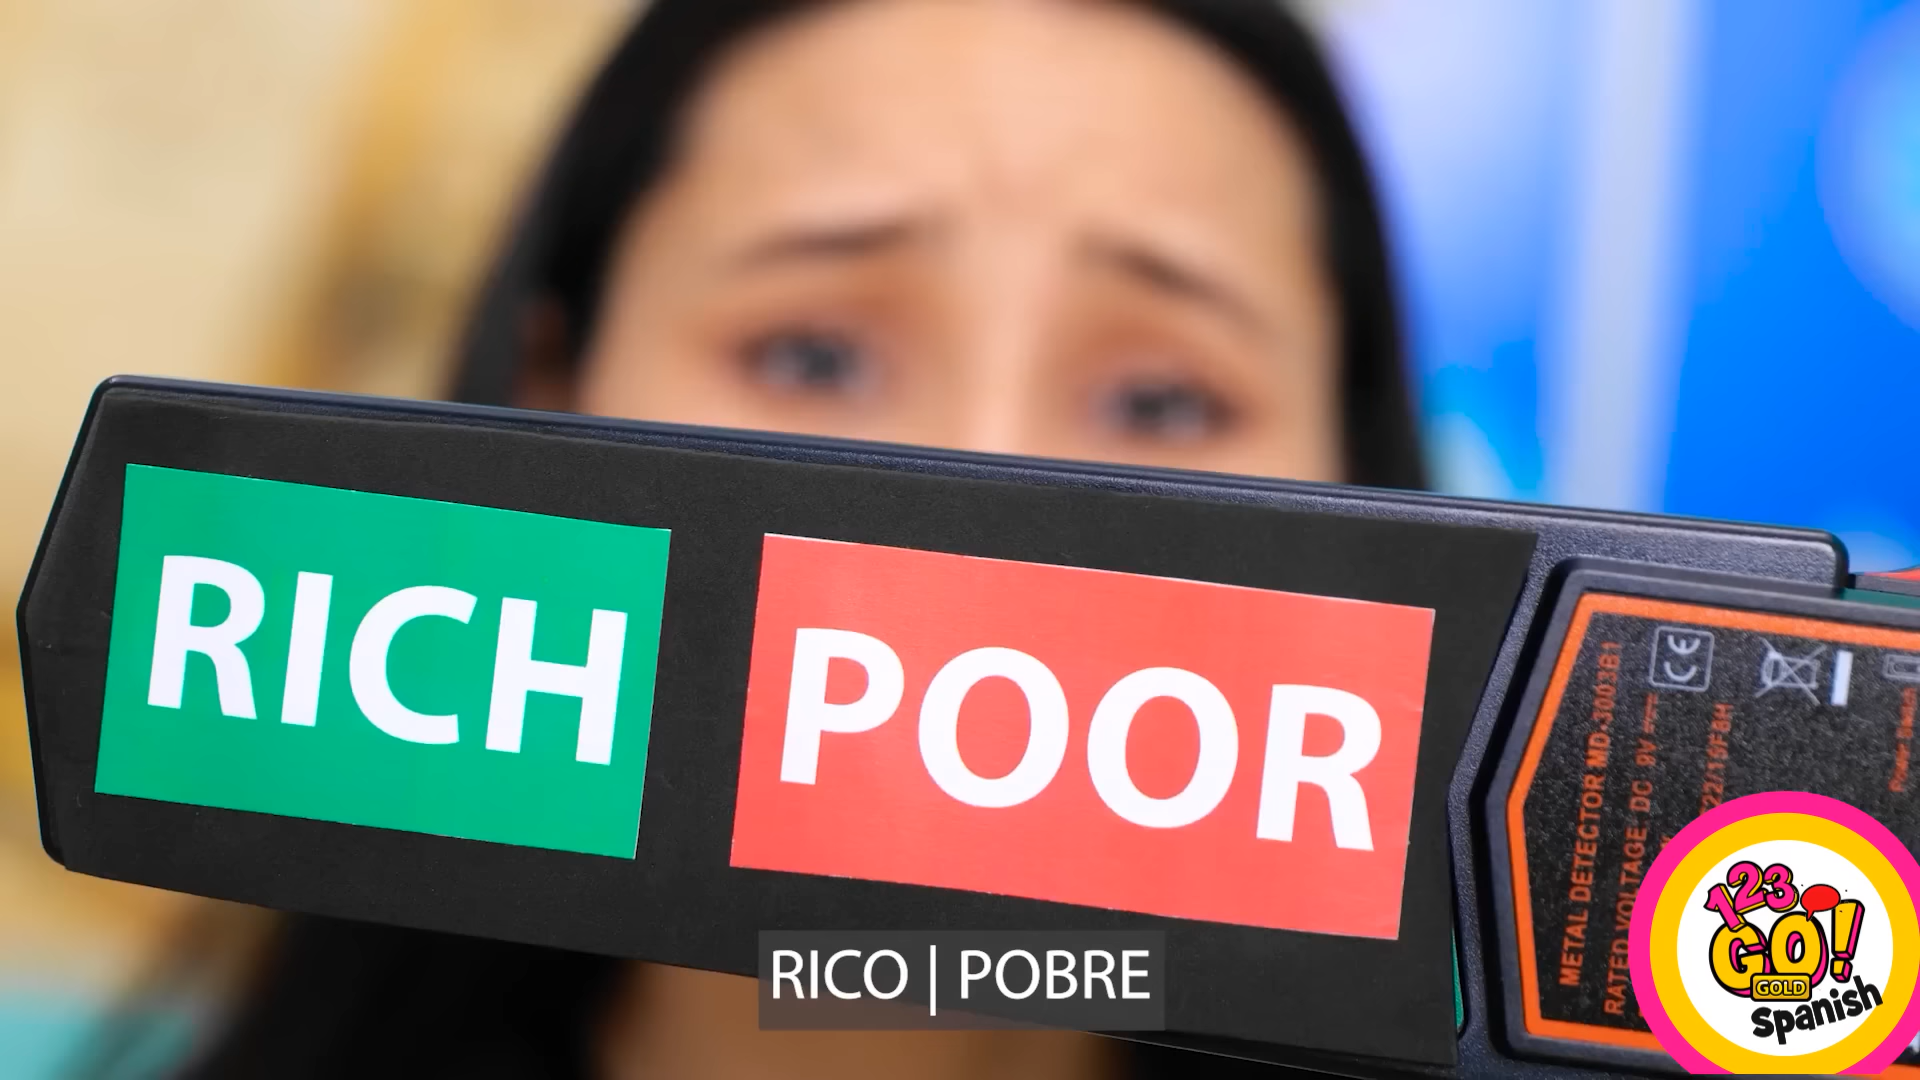 RICH
POOR
RICO | POBRE
METAL DETECTOR MD-3003B1
RATED VOLTAGE: DC 9V
CE
123
GO!
GOLD
Spanish